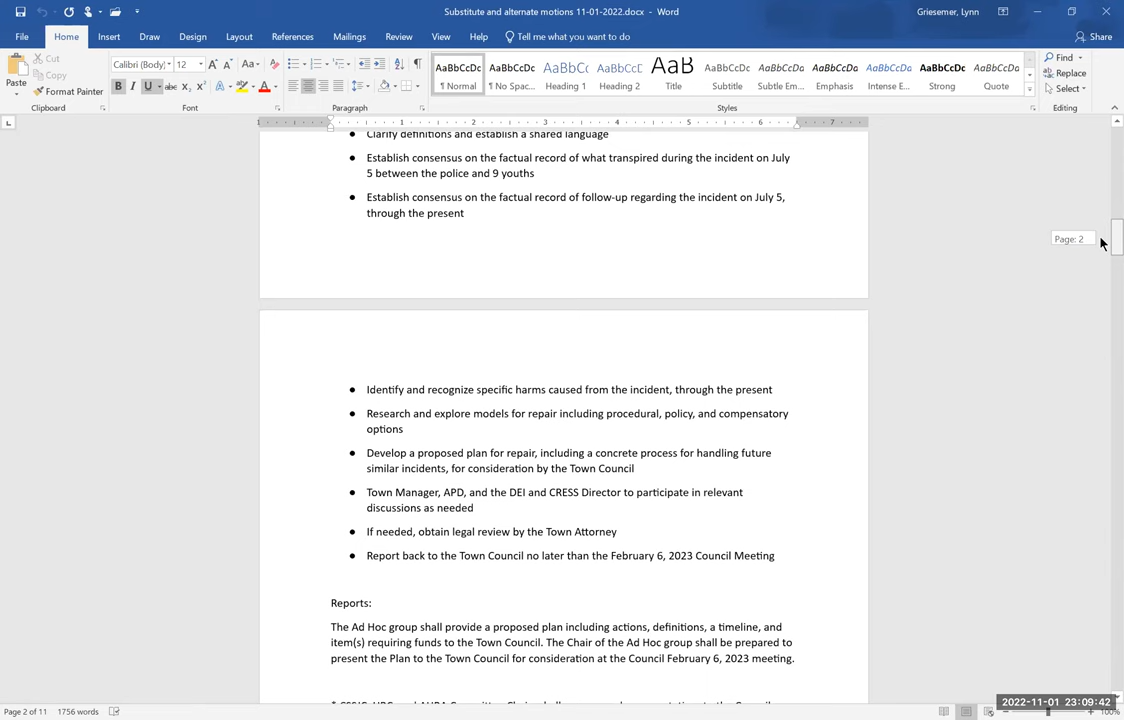 Substitute and alternate motions 11-01-2022.docx - Word
Griesemer, Lynn
File Home Insert Draw Design Layout References Mailings Review View Help Tell me what you want to do
Share
Paste
Cut
Copy
Format Painter
Clipboard
Calibri (Body) 12
Font
Paragraph
AaBbCcDc AaBbCcDc AaBbCc AaBbCcD AaB AaBbCcD AaBbCcDc AaBbCcDc AaBbCcDc AaBbCcDc AaBbCcDc
¶ Normal ¶ No Spac... Heading 1 Heading 2 Title Subtitle Subtle Em... Emphasis Intense E... Strong Quote
Styles
Find
Replace
Select
Editing
1 2 3 4 5 6 7
● Clarify definitions and establish a shared language
● Establish consensus on the factual record of what transpired during the incident on July
5 between the police and 9 youths
● Establish consensus on the factual record of follow-up regarding the incident on July 5,
through the present
Page: 2
● Identify and recognize specific harms caused from the incident, through the present
● Research and explore models for repair including procedural, policy, and compensatory
options
● Develop a proposed plan for repair, including a concrete process for handling future
similar incidents, for consideration by the Town Council
● Town Manager, APD, and the DEI and CRESS Director to participate in relevant
discussions as needed
● If needed, obtain legal review by the Town Attorney
● Report back to the Town Council no later than the February 6, 2023 Council Meeting
Reports:
The Ad Hoc group shall provide a proposed plan including actions, definitions, a timeline, and
item(s) requiring funds to the Town Council. The Chair of the Ad Hoc group shall be prepared to
present the Plan to the Town Council for consideration at the Council February 6, 2023 meeting.
Page 2 of 11 1756 words
2022-11-01 23:09:42
100%